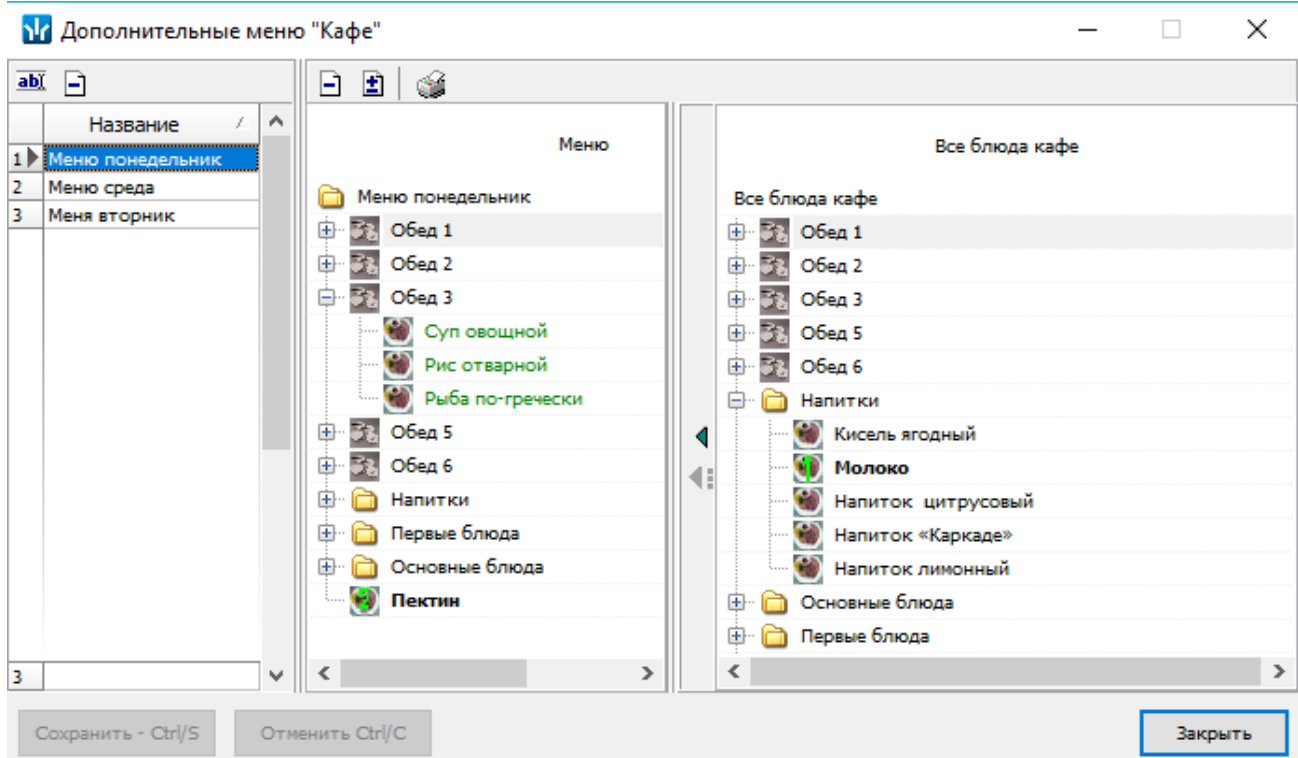 Дополнительные меню "Кафе"
abI
Название
1 Меню понедельник
2 Меню среда
3 Меня вторник
3
Меню
Меню понедельник
Обед 1
Обед 2
Обед 3
Суп овощной
Рис отварной
Рыба по-гречески
Обед 5
Обед 6
Напитки
Первые блюда
Основные блюда
2 Пектин
Все блюда кафе
Все блюда кафе
Обед 1
Обед 2
Обед 3
Обед 5
Обед 6
Напитки
Кисель ягодный
1 Молоко
Напиток цитрусовый
Напиток «Каркаде»
Напиток лимонный
Основные блюда
Первые блюда
Сохранить - Ctrl/S
Отменить Ctrl/C
Закрыть